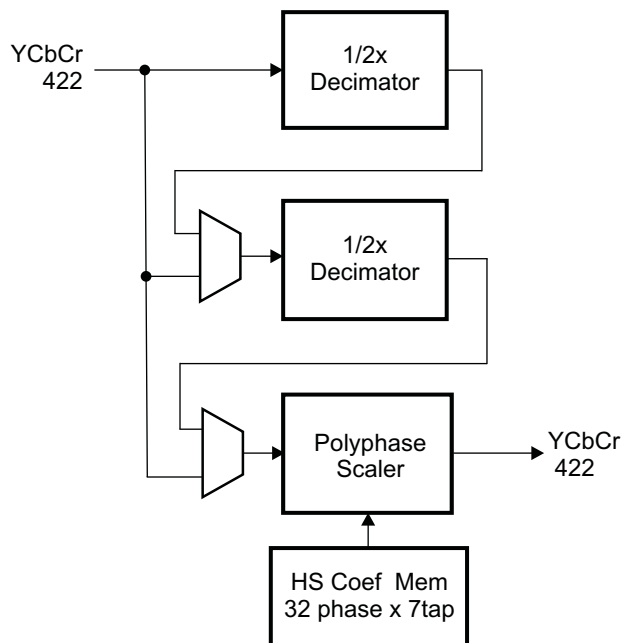 YCbCr
422
1/2x
Decimator
1/2x
Decimator
Polyphase
Scaler
YCbCr
422
HS Coef Mem
32 phase x 7tap